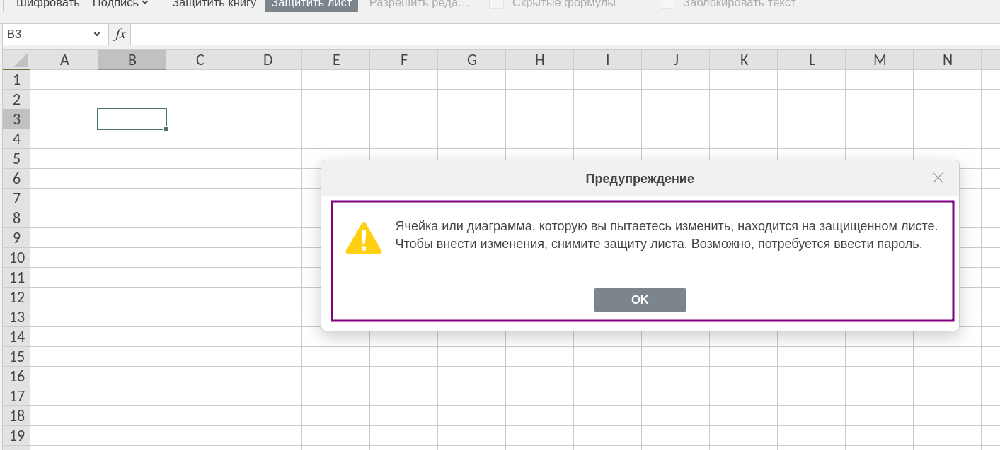 Шифровать Подпись Защитить книгу Защитить лист Разрешить реда... Скрытые формулы Заблокировать текст
B3 fx
A B C D E F G H I J K L M N
1
2
3
4
5
6
Предупреждение
7
8
Ячейка или диаграмма, которую вы пытаетесь изменить, находится на защищенном листе.
9
Чтобы внести изменения, снимите защиту листа. Возможно, потребуется ввести пароль.
10
11
12
OK
13
14
15
16
17
18
19